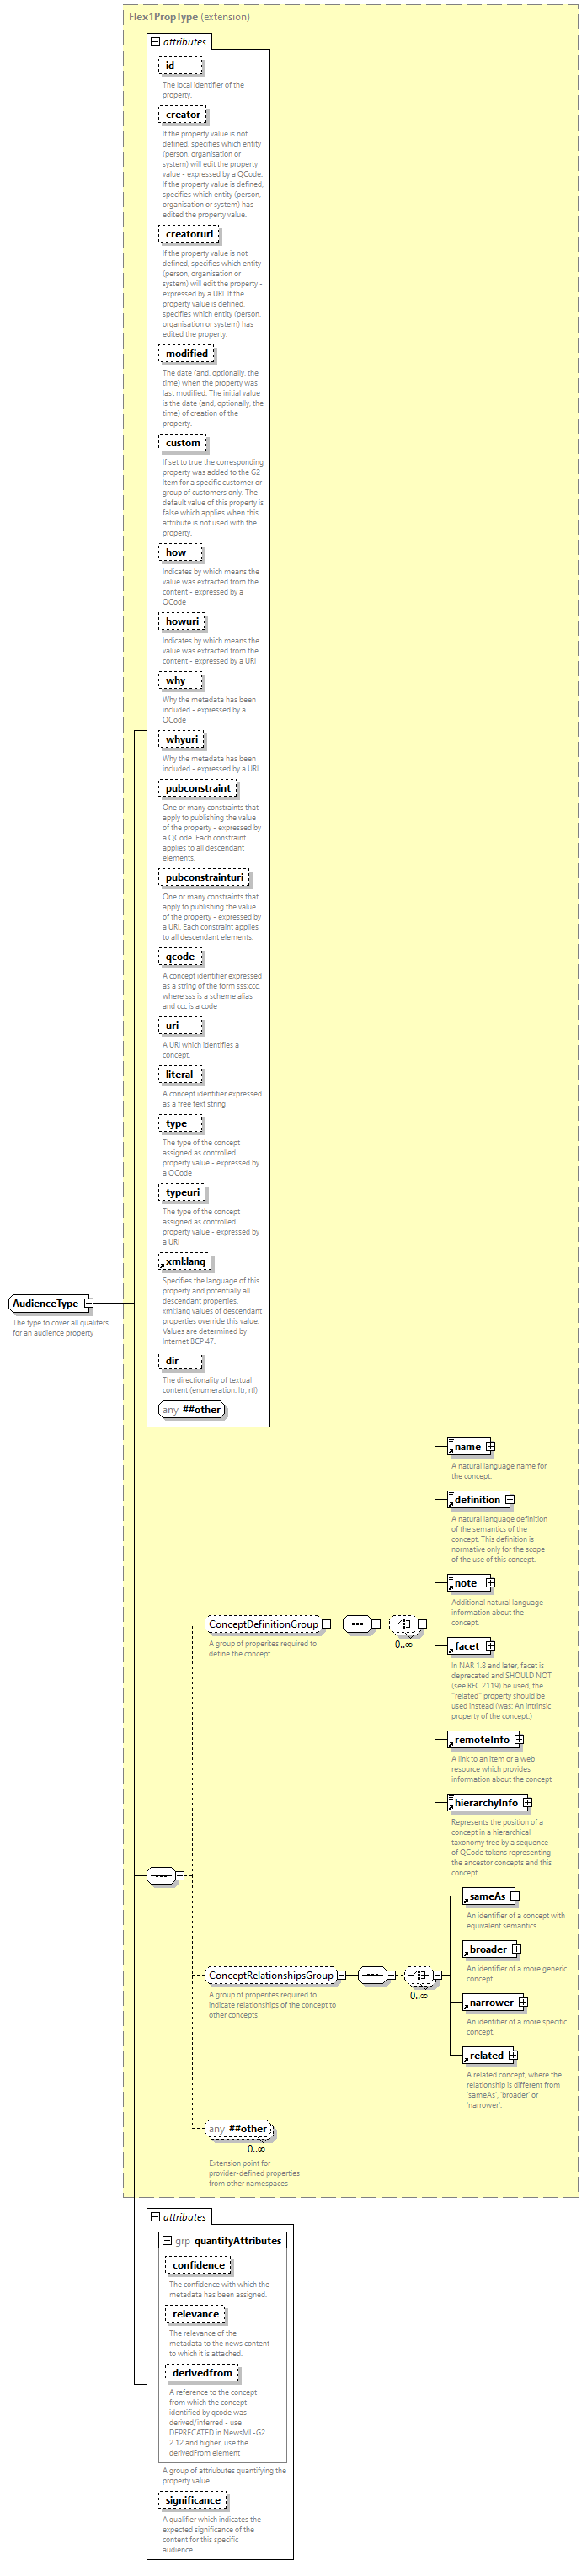 Flex1PropType (extension)
attributes
id
The local identifier of the
property.
creator
If the property value is not
defined, specifies which entity
(person, organisation or
system) will edit the property
value - expressed by a QCode.
If the property value is defined,
specifies which entity (person,
organisation or system) has
edited the property value.
creatoruri
If the property value is not
defined, specifies which entity
(person, organisation or
system) will edit the property -
expressed by a URI. If the
property value is defined,
specifies which entity (person,
organisation or system) has
edited the property.
modified
The date (and, optionally, the
time) when the property was
last modified. The initial value
is the date (and, optionally, the
time) of creation of the
property.
custom
If set to true the corresponding
property was added to the G2
Item for a specific customer or
group of customers only. The
default value of this property is
false which applies when this
attribute is not used with the
property.
how
Indicates by which means the
value was extracted from the
content - expressed by a
QCode
howuri
Indicates by which means the
value was extracted from the
content - expressed by a URI
why
Why the metadata has been
included - expressed by a
QCode
whyuri
Why the metadata has been
included - expressed by a URI
pubconstraint
One or many constraints that
apply to publishing the value
of the property - expressed by
a QCode. Each constraint
applies to all descendant
elements.
pubconstrainturi
One or many constraints that
apply to publishing the value
of the property - expressed by
a URI. Each constraint applies
to all descendant elements.
qcode
A concept identifier expressed
as a string of the form sss:ccc,
where sss is a scheme alias
and ccc is a code
uri
A URI which identifies a
concept.
literal
A concept identifier expressed
as a free text string
type
The type of the concept
assigned as controlled
property value - expressed by
a QCode
typeuri
The type of the concept
assigned as controlled
property value - expressed by
a URI
xml:lang
Specifies the language of this
property and potentially all
descendant properties.
xml:lang values of descendant
properties override this value.
Values are determined by
Internet BCP 47.
dir
The directionality of textual
content (enumeration: ltr, rtl)
any ##other
AudienceType
The type to cover all qualifers
for an audience property
name
A natural language name for
the concept.
definition
A natural language definition
of the semantics of the
concept. This definition is
normative only for the scope
of the use of this concept.
note
Additional natural language
information about the
concept.
facet
In NAR 1.8 and later, facet is
deprecated and SHOULD NOT
(see RFC 2119) be used, the
"related" property should be
used instead (was: An intrinsic
property of the concept.)
remoteInfo
A link to an item or a web
resource which provides
information about the concept
hierarchyInfo
Represents the position of a
concept in a hierarchical
taxonomy tree by a sequence
of QCode tokens representing
the ancestor concepts and this
concept
ConceptDefinitionGroup
0..∞
A group of properites required to
define the concept
sameAs
An identifier of a concept with
equivalent semantics
broader
An identifier of a more generic
concept.
narrower
An identifier of a more specific
concept.
related
A related concept, where the
relationship is different from
'sameAs', 'broader' or
'narrower'.
ConceptRelationshipsGroup
0..∞
A group of properites required to
indicate relationships of the concept to
other concepts
any ##other
0..∞
Extension point for
provider-defined properties
from other namespaces
attributes
grp quantifyAttributes
confidence
The confidence with which the
metadata has been assigned.
relevance
The relevance of the
metadata to the news content
to which it is attached.
derivedfrom
A reference to the concept
from which the concept
identified by qcode was
derived/inferred - use
DEPRECATED in NewsML-G2
2.12 and higher, use the
derivedFrom element
A group of attriubutes quantifying the
property value
significance
A qualifier which indicates the
expected significance of the
content for this specific
audience.